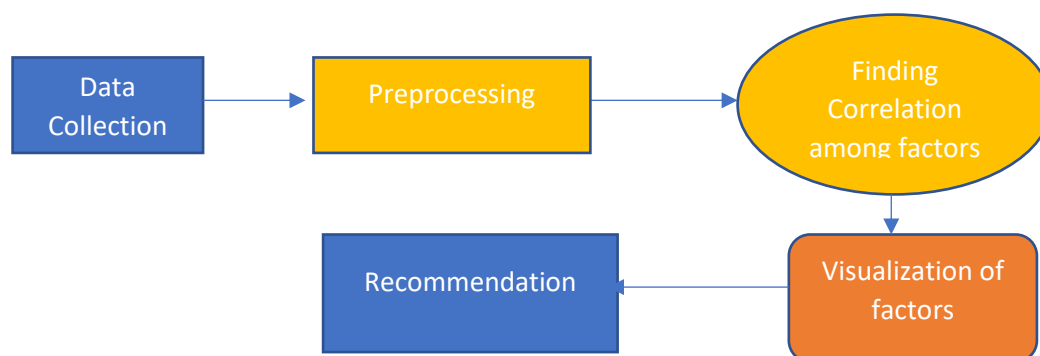 Data
Collection
Preprocessing
Finding
Correlation
among factors
Visualization of
factors
Recommendation